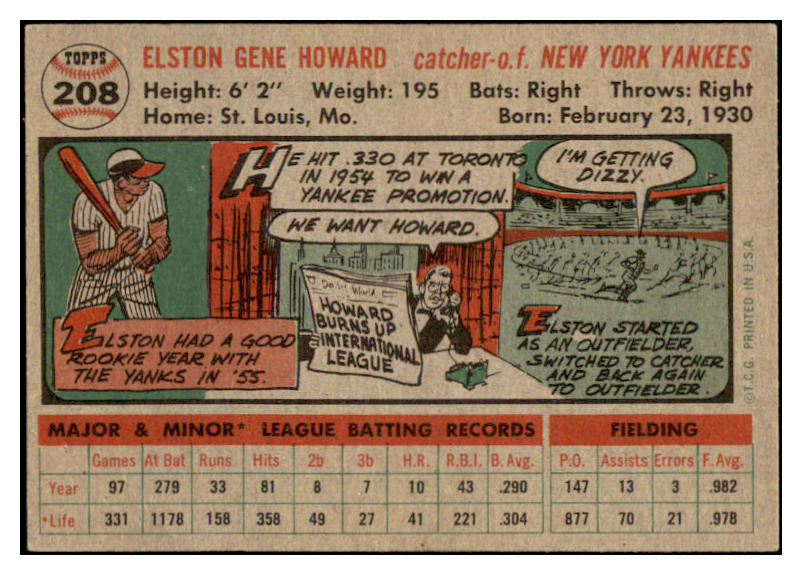 TOPPS
208
ELSTON GENE HOWARD catcher-o.f. NEW YORK YANKEES
Height: 6' 2" Weight: 195 Bats: Right Throws: Right
Home: St. Louis, Mo. Born: February 23, 1930
ELSTON HAD A GOOD
ROOKIE YEAR WITH
THE YANKS IN '55.
HE HIT .330 AT TORONTO
IN 1954 TO WIN A
YANKEE PROMOTION.
WE WANT HOWARD.
HOWARD
BURNS UP
INTERNATIONAL
LEAGUE
I'M GETTING
DIZZY.
ELSTON STARTED
AS AN OUTFIELDER,
SWITCHED TO CATCHER
AND BACK AGAIN
TO OUTFIELDER.
©T.C.G. PRINTED IN U.S.A.
MAJOR & MINOR* LEAGUE BATTING RECORDS FIELDING
Games At Bat Runs Hits 2b 3b H.R. R.B.I. B. Avg. P.O. Assists Errors F. Avg.
Year 97 279 33 81 8 7 10 43 .290 147 13 3 .982
*Life 331 1178 158 358 49 27 41 221 .304 877 70 21 .978